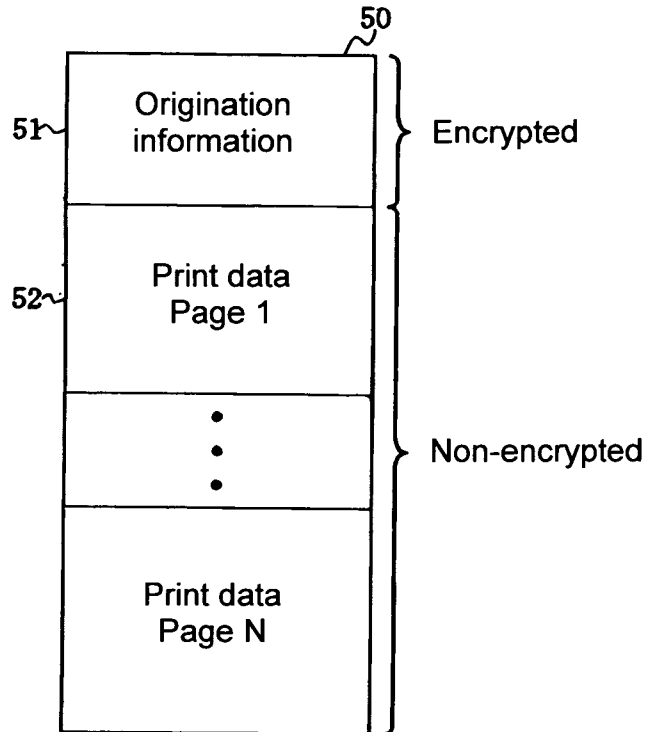 50
51
Origination
information
Encrypted
52
Print data
Page 1
Non-encrypted
Print data
Page N